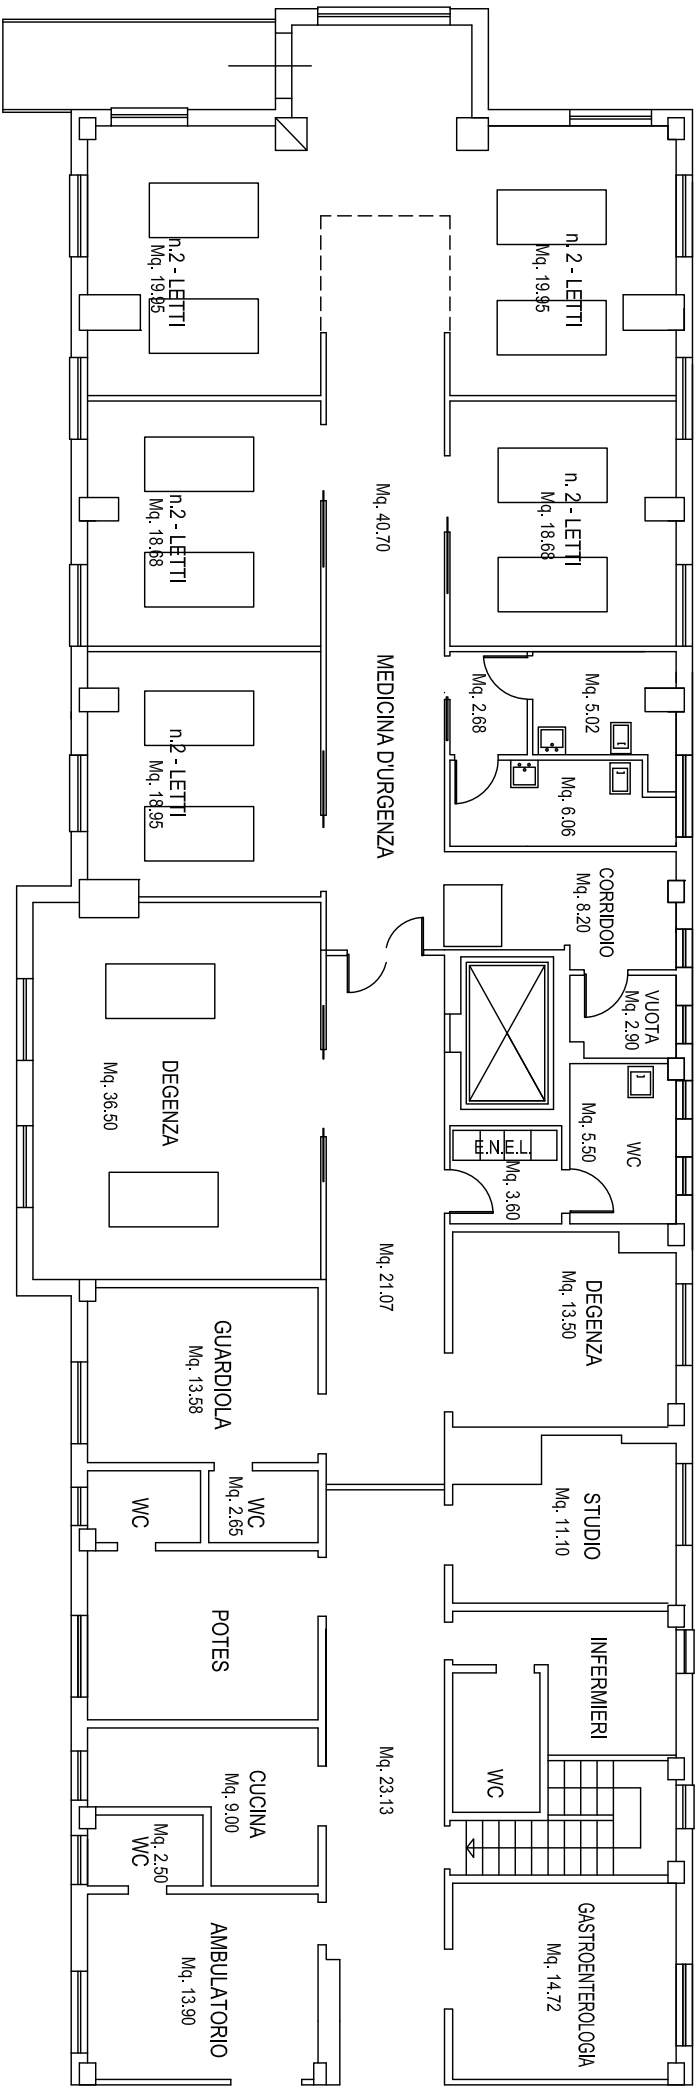 n.2 - LETTI
Mq. 19.95
n. 2 - LETTI
Mq. 19.95
n.2 - LETTI
Mq. 18.68
Mq. 40.70
n. 2 - LETTI
Mq. 18.68
n.2 - LETTI
Mq. 18.95
MEDICINA D'URGENZA
Mq. 2.68
Mq. 5.02
Mq. 6.06
CORRIDOIO
Mq. 8.20
VUOTA
Mq. 2.90
DEGENZA
Mq. 36.50
WC
Mq. 5.50
E.N.E.L.
Mq. 3.60
Mq. 21.07
DEGENZA
Mq. 13.50
GUARDIOLA
Mq. 13.58
WC
Mq. 2.65
WC
STUDIO
Mq. 11.10
POTES
INFERMIERI
WC
Mq. 23.13
CUCINA
Mq. 9.00
Mq. 2.50
WC
AMBULATORIO
Mq. 13.90
GASTROENTEROLOGIA
Mq. 14.72